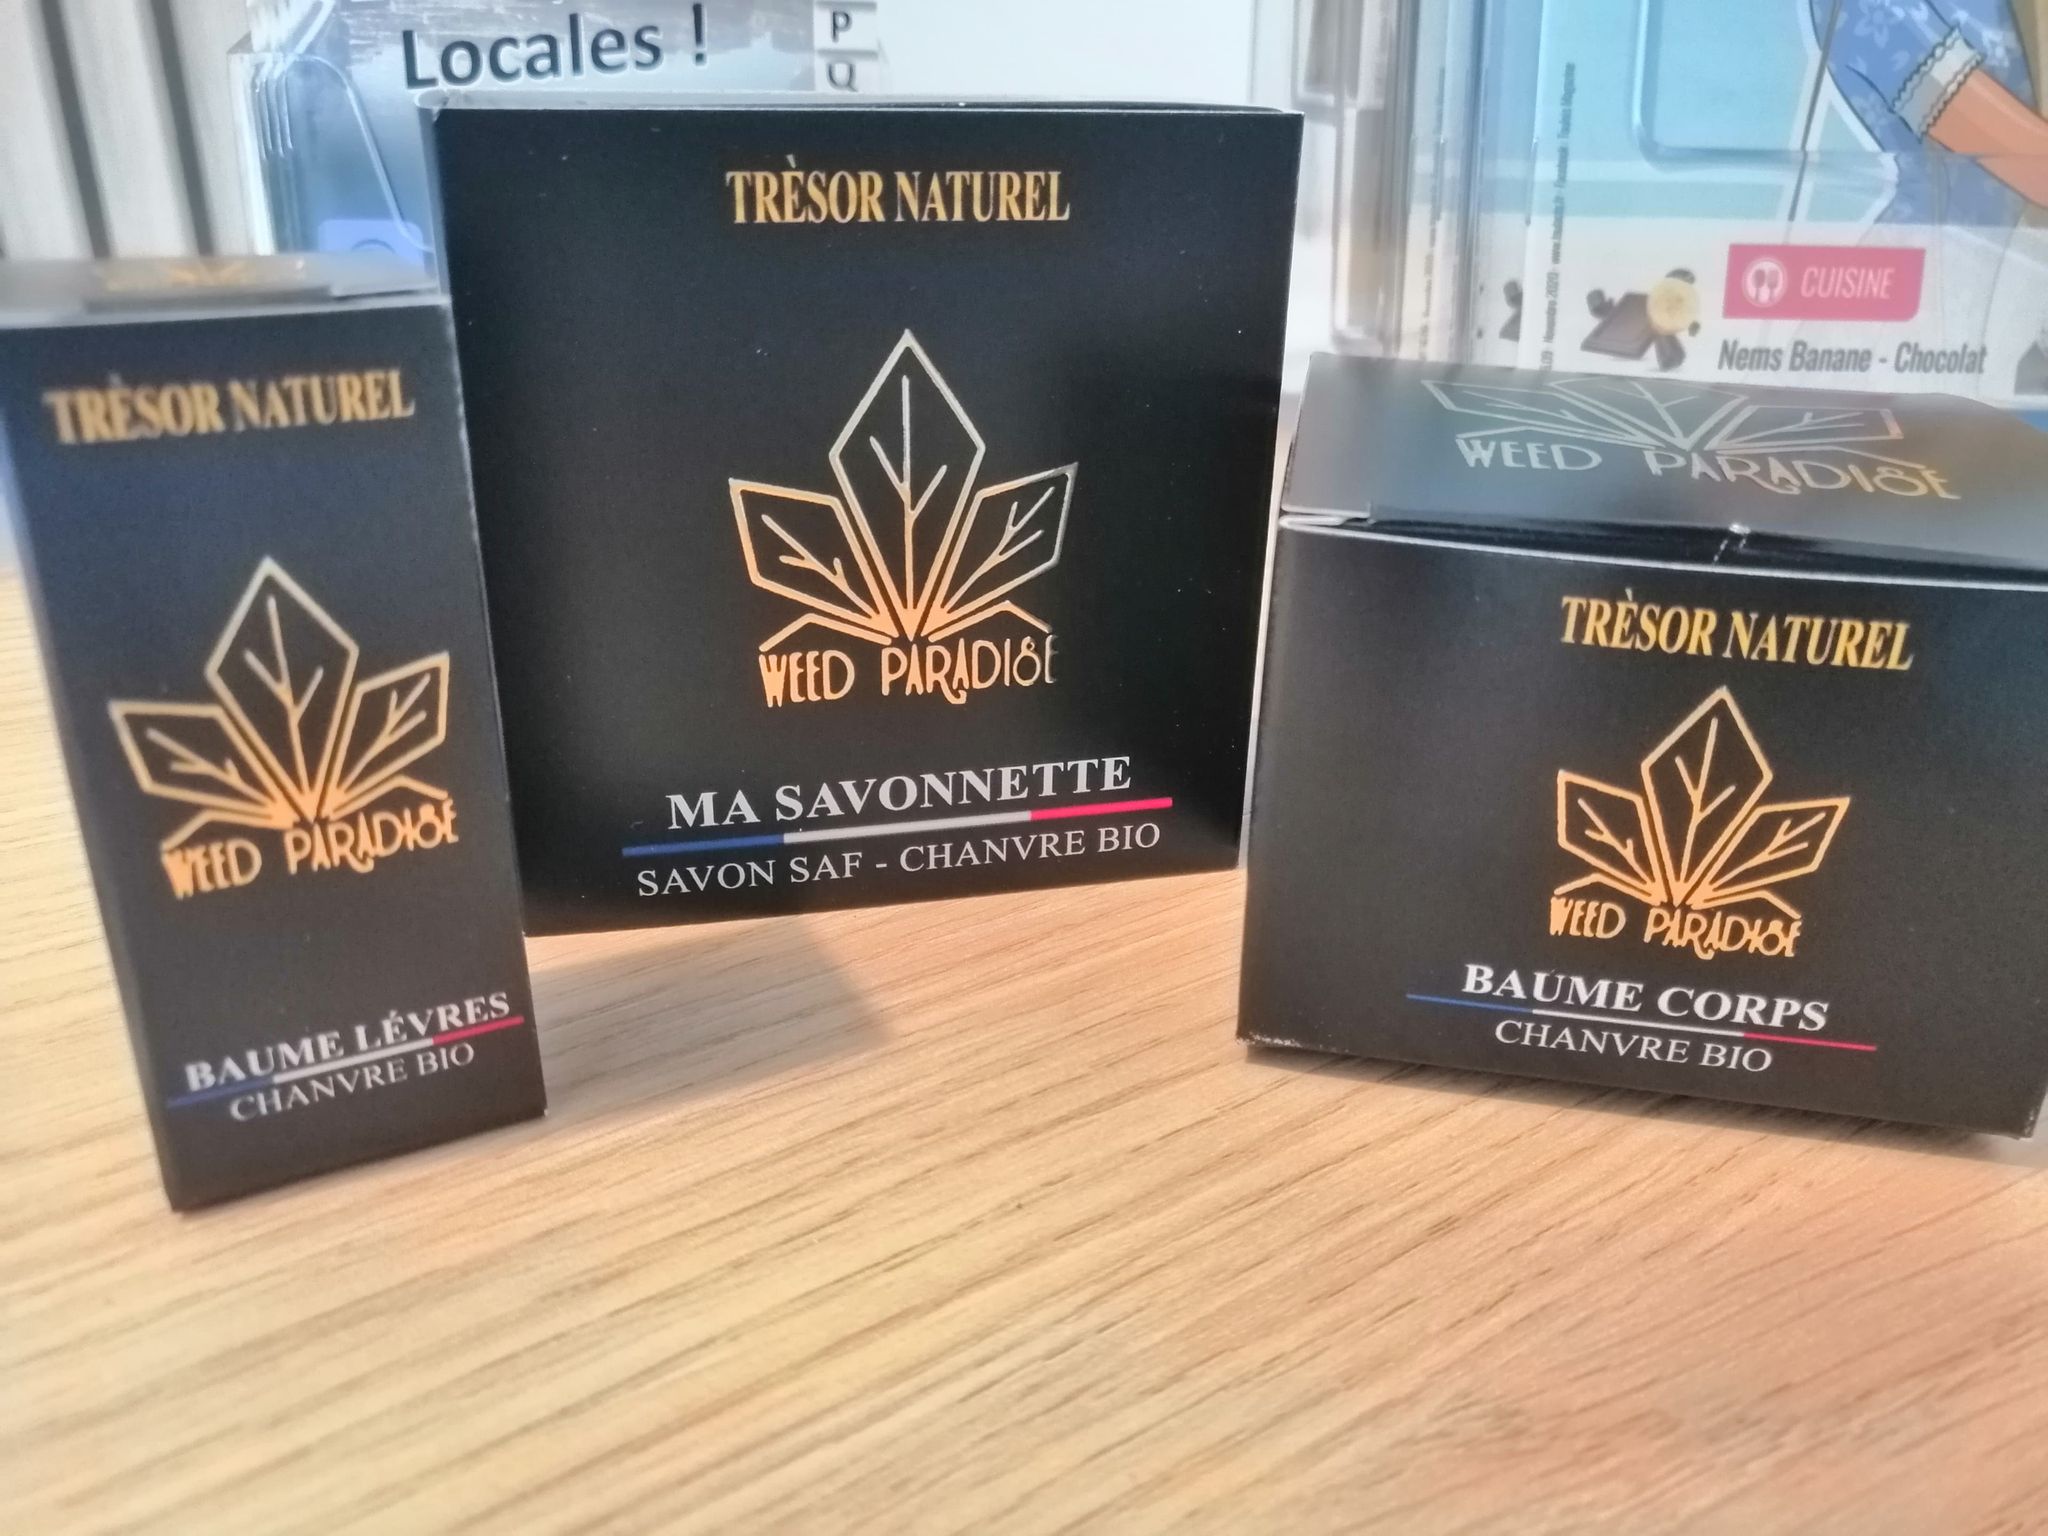 Locales !
P
Q
TRÈSOR NATUREL
WEED PARADISE
BAUME LÉVRES
CHANVRE BIO
TRÈSOR NATUREL
WEED PARADISE
MA SAVONNETTE
SAVON SAF - CHANVRE BIO
WEED PARADISE
TRÈSOR NATUREL
WEED PARADISE
BAUME CORPS
CHANVRE BIO
CUISINE
Nems Banane - Chocolat